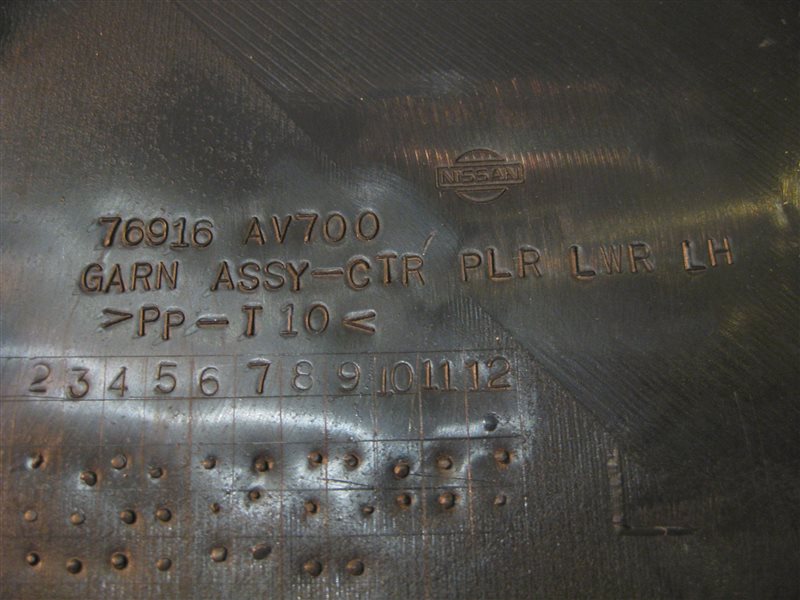 NISSAN
76916 AV700
GARN ASSY-CTR PLR LWR LH
>Pp-T10<
2 3 4 5 6 7 8 9 10 11 12
L